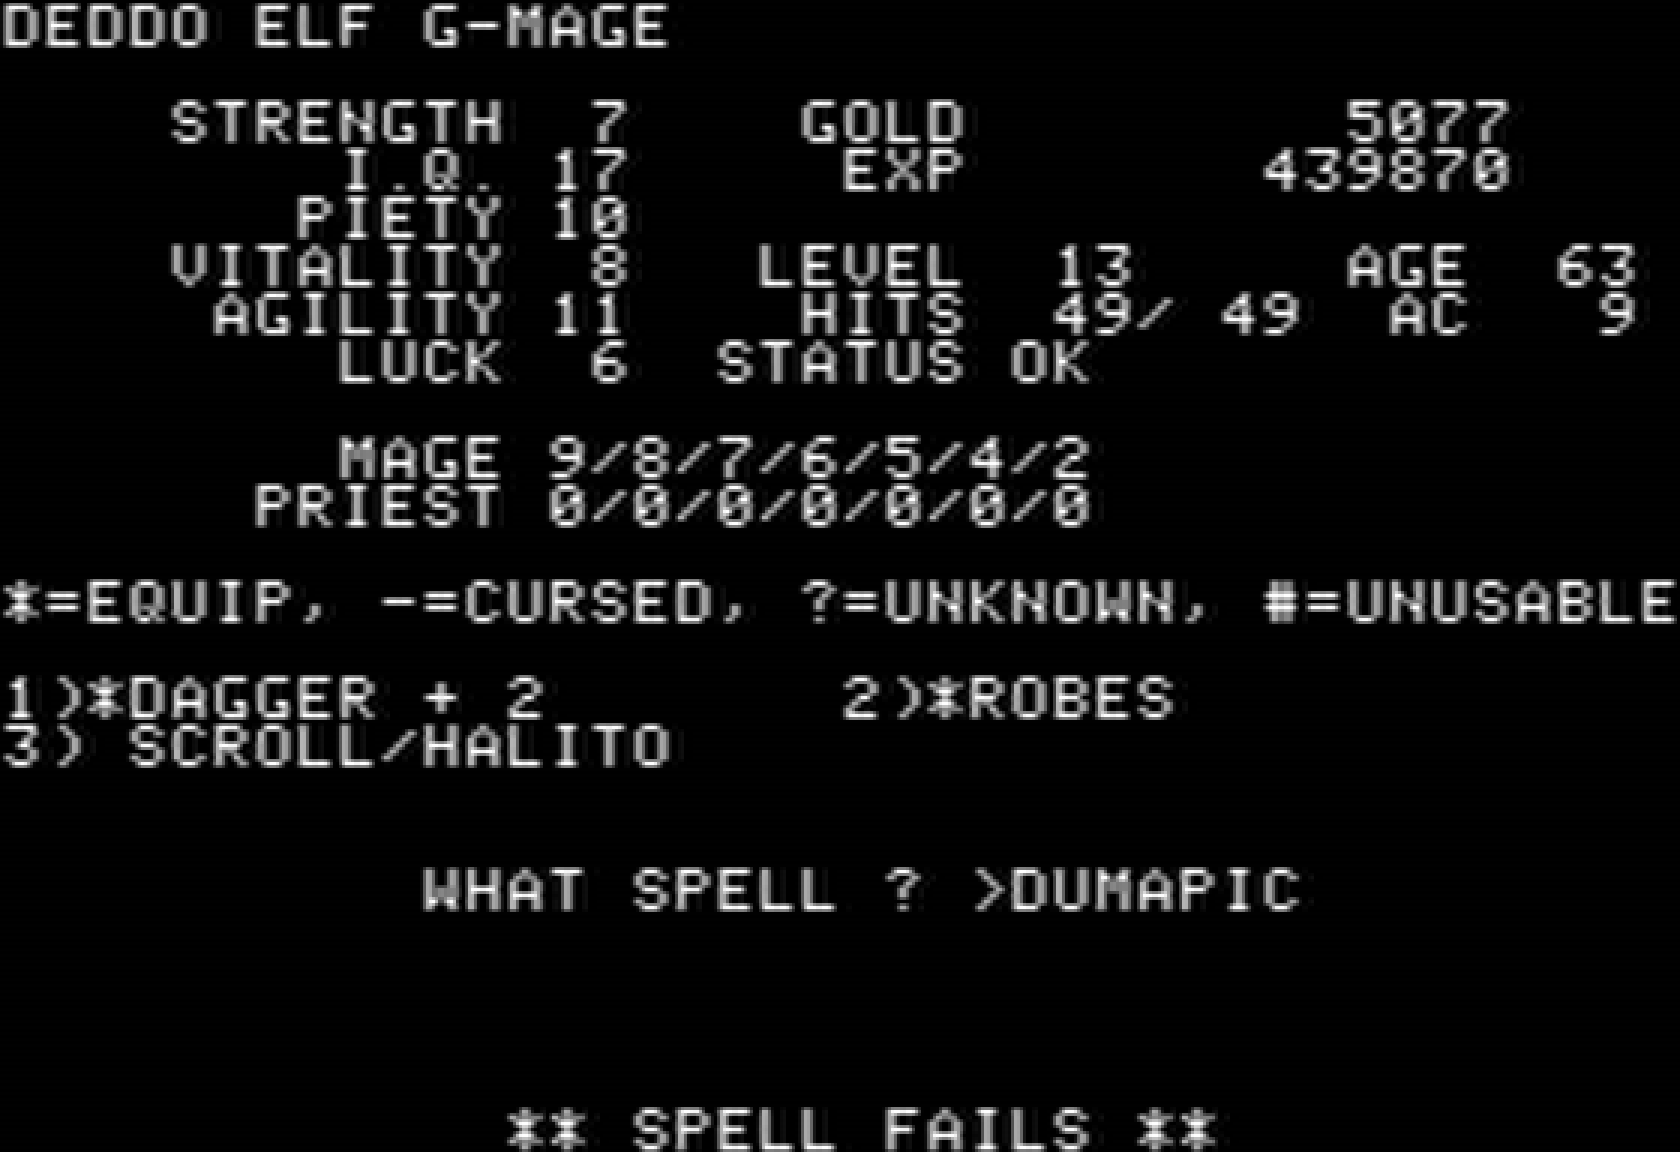 DEDDO ELF G-MAGE
STRENGTH 7 GOLD 5077
I.Q. 17 EXP 439870
PIETY 10
VITALITY 8 LEVEL 13 AGE 63
AGILITY 11 HITS 49/ 49 AC 9
LUCK 6 STATUS OK
MAGE 9/8/7/6/5/4/2
PRIEST 0/0/0/0/0/0/0
*=EQUIP, -=CURSED, ?=UNKNOWN, #=UNUSABLE
1)*DAGGER + 2 2)*ROBES
3) SCROLL/HALITO
WHAT SPELL ? >DUMAPIC
** SPELL FAILS **